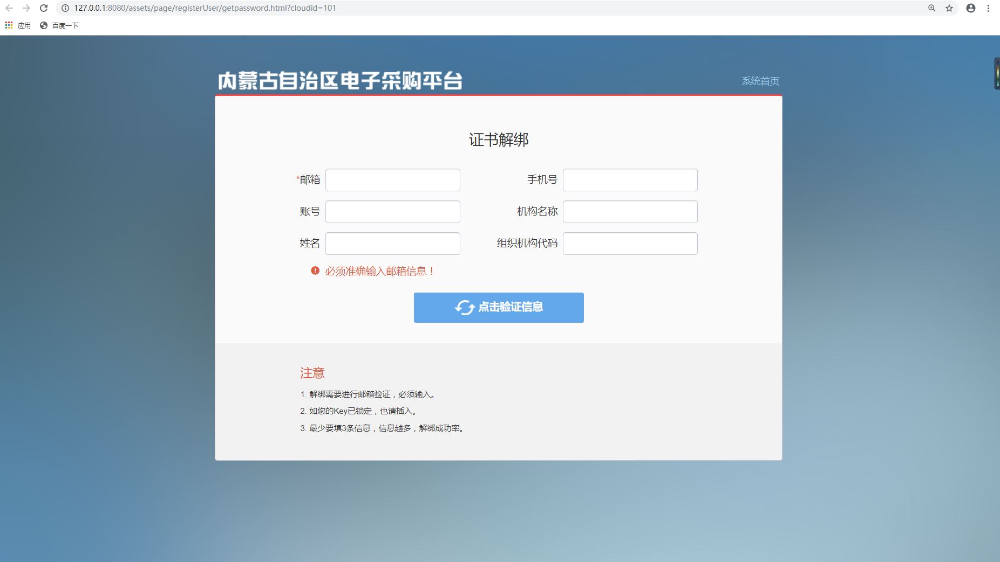 127.0.0.1:8080/assets/page/registerUser/getpassword.html?cloudid=101
应用 百度一下
内蒙古自治区电子采购平台
系统首页
证书解绑
*邮箱 手机号
账号 机构名称
姓名 组织机构代码
必须准确输入邮箱信息！
点击验证信息
注意
1. 解绑需要进行邮箱验证，必须输入。
2. 如您的Key已锁定，也请插入。
3. 最少要填3条信息，信息越多，解绑成功率。